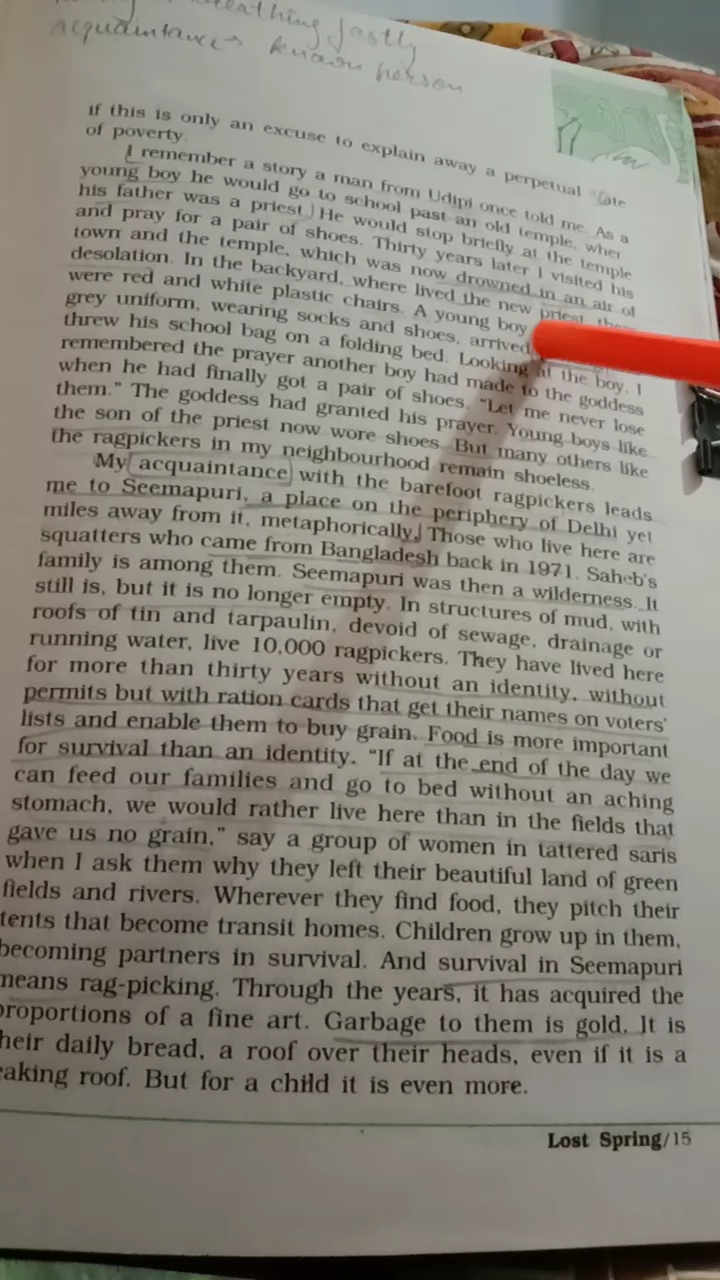 breathing fastly
acquaintances known person
if this is only an excuse to explain away a perpetual state
of poverty.
I remember a story a man from Udipi once told me. As a
young boy he would go to school past an old temple, wher
his father was a priest. He would stop briefly at the temple
and pray for a pair of shoes. Thirty years later I visited his
town and the temple, which was now drowned in an air of
desolation. In the backyard, where lived the new priest, there
were red and white plastic chairs. A young boy
grey uniform, wearing socks and shoes, arrived
threw his school bag on a folding bed. Looking at the boy, I
remembered the prayer another boy had made to the goddess
when he had finally got a pair of shoes, “Let me never lose
them.” The goddess had granted his prayer. Young boys like
the son of the priest now wore shoes. But many others like
the ragpickers in my neighbourhood remain shoeless.
My acquaintance with the barefoot ragpickers leads
me to Seemapuri, a place on the periphery of Delhi yet
miles away from it, metaphorically. Those who live here are
squatters who came from Bangladesh back in 1971. Saheb's
family is among them. Seemapuri was then a wilderness. It
still is, but it is no longer empty. In structures of mud, with
roofs of tin and tarpaulin, devoid of sewage, drainage or
running water, live 10,000 ragpickers. They have lived here
for more than thirty years without an identity, without
permits but with ration cards that get their names on voters'
lists and enable them to buy grain. Food is more important
for survival than an identity. “If at the end of the day we
can feed our families and go to bed without an aching
stomach, we would rather live here than in the fields that
gave us no grain,” say a group of women in tattered saris
when I ask them why they left their beautiful land of green
fields and rivers. Wherever they find food, they pitch their
tents that become transit homes. Children grow up in them,
becoming partners in survival. And survival in Seemapuri
means rag-picking. Through the years, it has acquired the
proportions of a fine art. Garbage to them is gold. It is
heir daily bread, a roof over their heads, even if it is a
eaking roof. But for a child it is even more.
Lost Spring/15